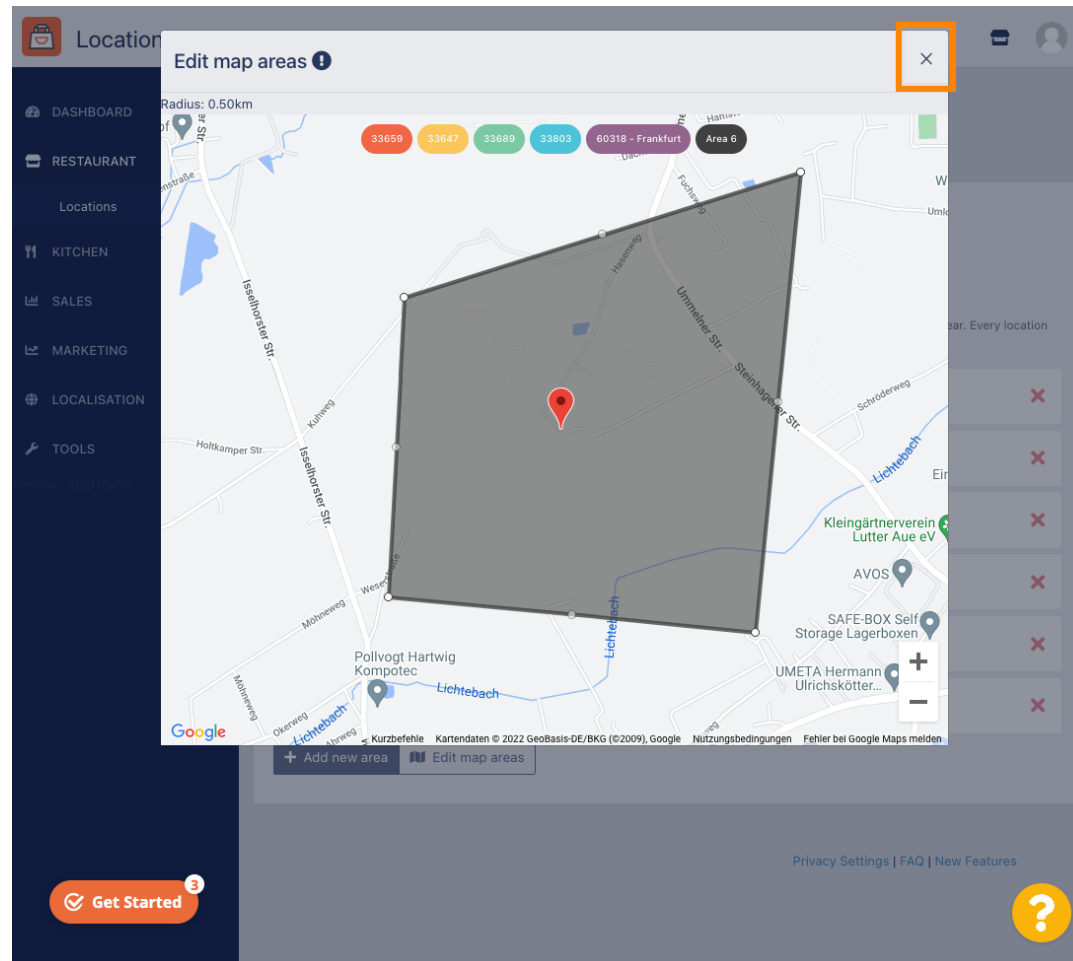 Location
Edit map areas
Radius: 0.50km
DASHBOARD
RESTAURANT
Locations
KITCHEN
SALES
MARKETING
LOCALISATION
TOOLS
Version
33659
33647
33689
33803
60318 - Frankfurt
Area 6
Fuchsweg
Hasenweg
Ummelner Str.
Steinhagener Str.
Isselhorster Str.
Kuhweg
Holtkamper Str.
Isselhorster Str.
Schröderweg
Lichtebach
Kleingärtnerverein
Lutter Aue eV
AVOS
SAFE-BOX Self
Storage Lagerboxen
UMETA Hermann
Ulrichskötter...
Möhneweg
Lichtebach
Pollvogt Hartwig
Kompotec
Lichtebach
Möhneweg
Okerweg
Lichtebach
Google
Kurzbefehle
Kartendaten © 2022 GeoBasis-DE/BKG (©2009), Google
Nutzungsbedingungen
Fehler bei Google Maps melden
ear. Every location
+ Add new area
Edit map areas
Privacy Settings | FAQ | New Features
Get Started
3
?